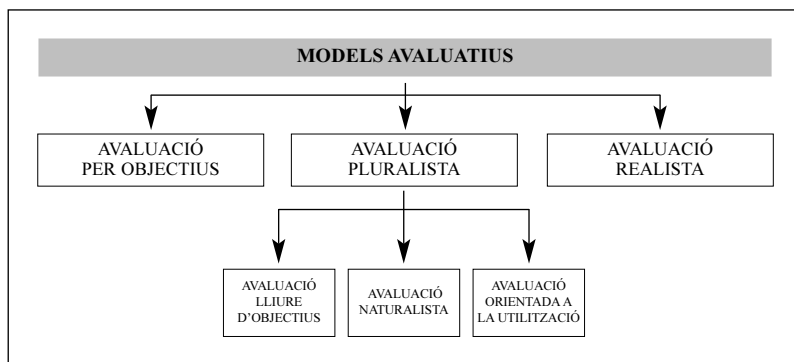 MODELS AVALUATIUS
AVALUACIÓ
PER OBJECTIUS
AVALUACIÓ
PLURALISTA
AVALUACIÓ
REALISTA
AVALUACIÓ
LLIURE
D’OBJECTIUS
AVALUACIÓ
NATURALISTA
AVALUACIÓ
ORIENTADA A
LA UTILITZACIÓ